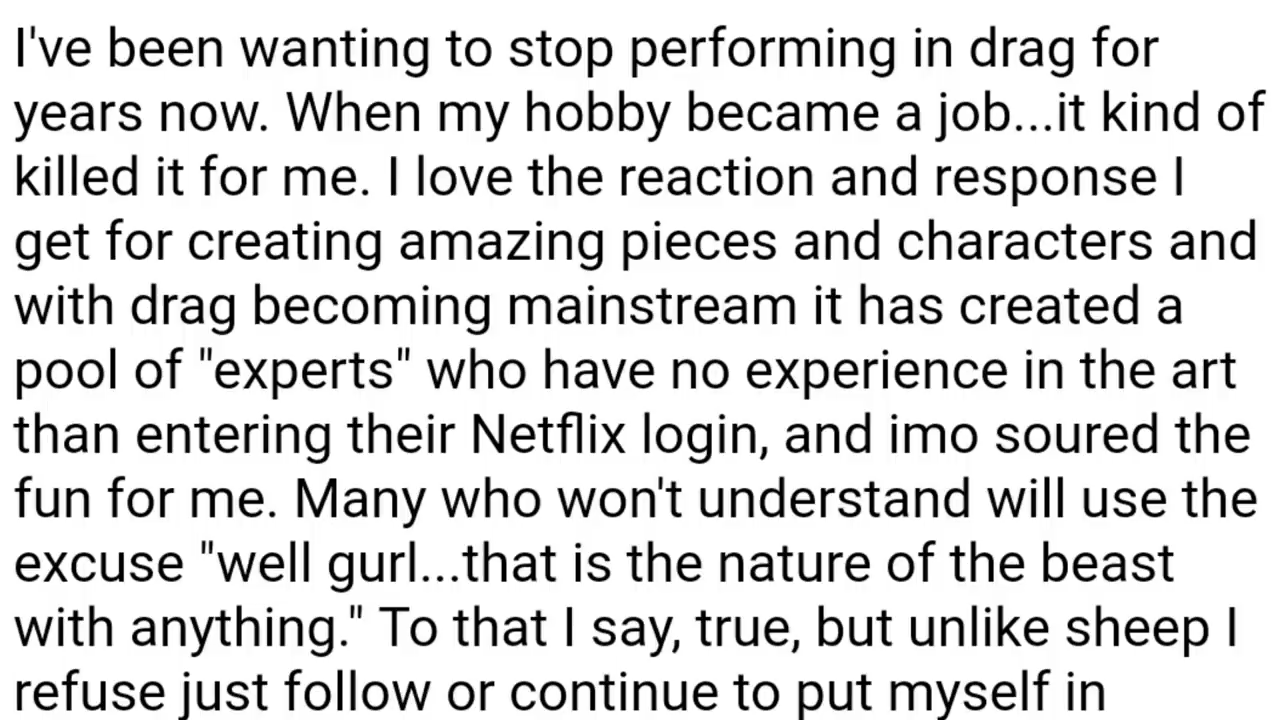 I've been wanting to stop performing in drag for
years now. When my hobby became a job...it kind of
killed it for me. I love the reaction and response I
get for creating amazing pieces and characters and
with drag becoming mainstream it has created a
pool of "experts" who have no experience in the art
than entering their Netflix login, and imo soured the
fun for me. Many who won't understand will use the
excuse "well gurl...that is the nature of the beast
with anything." To that I say, true, but unlike sheep I
refuse just follow or continue to put myself in